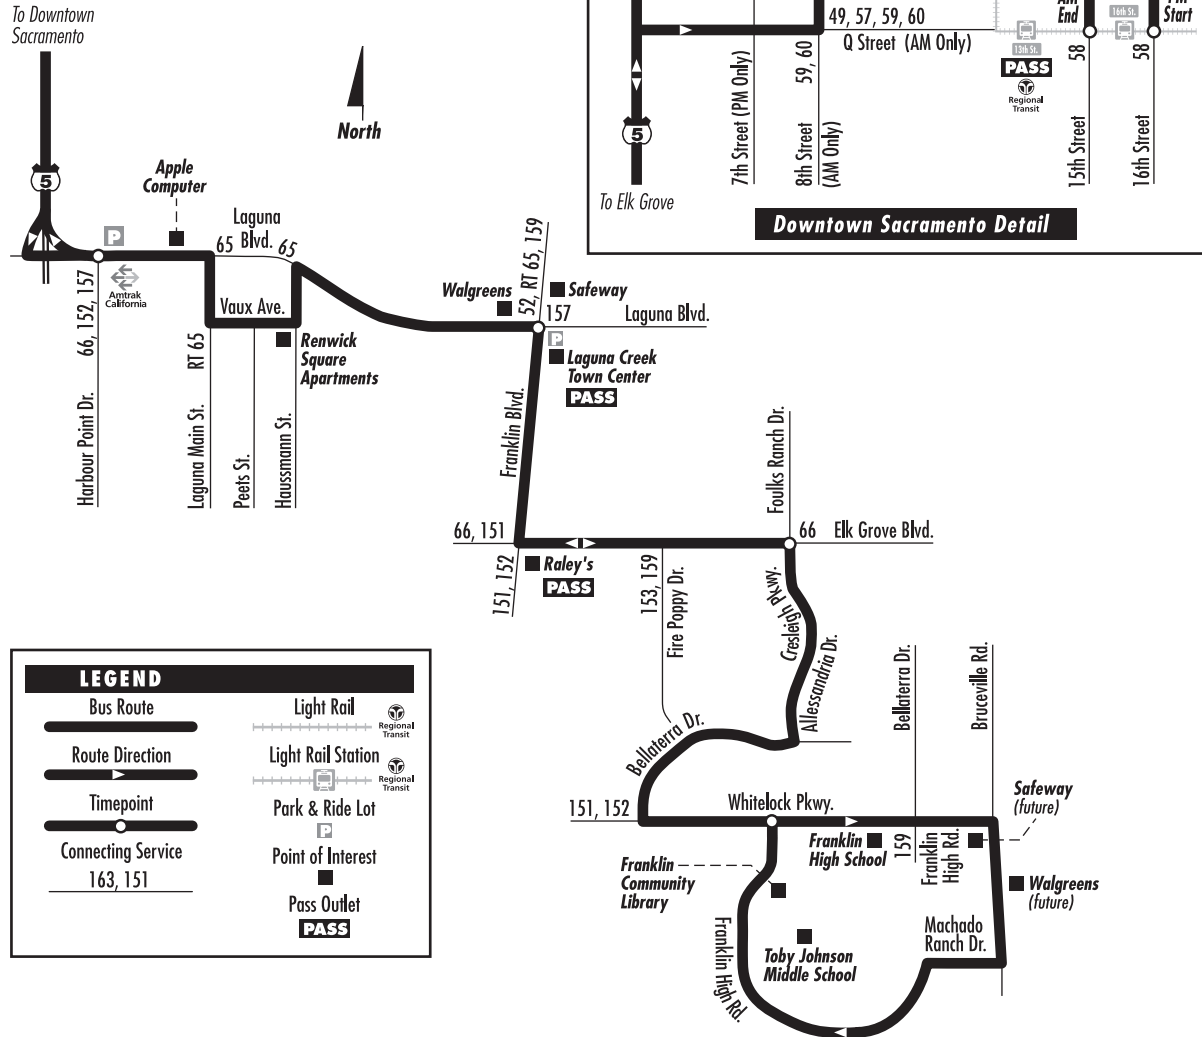 To Downtown
Sacramento
North
5
Apple
Computer
P
Amtrak
California
Laguna
Blvd.
65
65
Vaux Ave.
Renwick
Square
Apartments
66, 152, 157
Harbour Point Dr.
RT 65
Laguna Main St.
Peets St.
Haussmann St.
Walgreens
52, RT 65, 159
Safeway
157
Laguna Blvd.
P
Laguna Creek
Town Center
PASS
Franklin Blvd.
66, 151
151, 152
Raley's
PASS
153, 159
Fire Poppy Dr.
Foulks Ranch Dr.
66
Elk Grove Blvd.
Cresleigh Pkwy.
Allessandria Dr.
Bellaterra Dr.
Bellaterra Dr.
Bruceville Rd.
151, 152
Whitelock Pkwy.
Safeway
(future)
Franklin
High School
159
Franklin
High Rd.
Franklin
Community
Library
Walgreens
(future)
Toby Johnson
Middle School
Machado
Ranch Dr.
Franklin High Rd.
AM
End
16th St.
PM
Start
49, 57, 59, 60
Q Street (AM Only)
13th St.
PASS
Regional
Transit
58
58
59, 60
5
7th Street (PM Only)
8th Street
(AM Only)
15th Street
16th Street
To Elk Grove
Downtown Sacramento Detail
LEGEND
Bus Route
Light Rail
Regional
Transit
Route Direction
Light Rail Station
Regional
Transit
Timepoint
Park & Ride Lot
P
Connecting Service
163, 151
Point of Interest
Pass Outlet
PASS